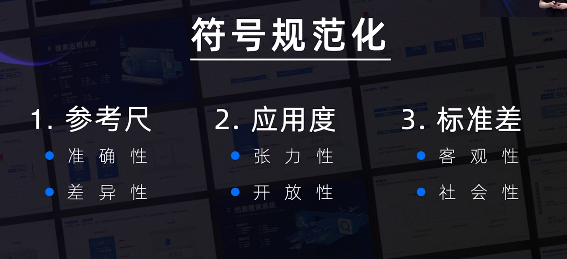 符号规范化
1. 参考尺
准确性
差异性
2. 应用度
张力性
开放性
3. 标准差
客观性
社会性